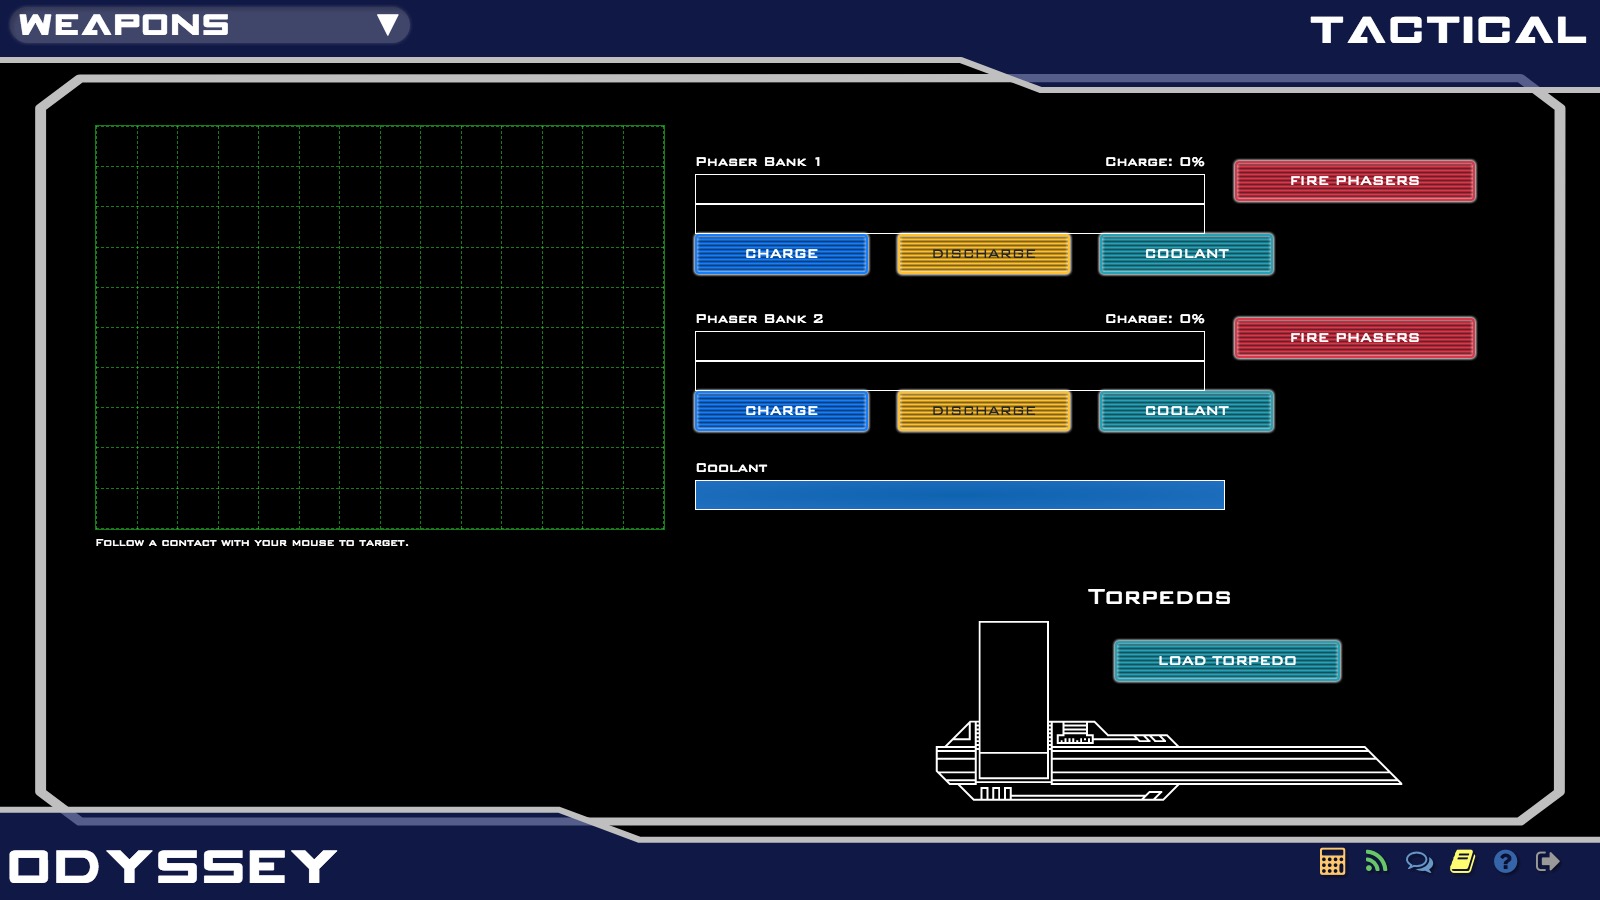 WEAPONS
TACTICAL
PHASER BANK 1
CHARGE: 0%
FIRE PHASERS
CHARGE
DISCHARGE
COOLANT
PHASER BANK 2
CHARGE: 0%
FIRE PHASERS
CHARGE
DISCHARGE
COOLANT
COOLANT
FOLLOW A CONTACT WITH YOUR MOUSE TO TARGET.
TORPEDOS
LOAD TORPEDO
ODYSSEY